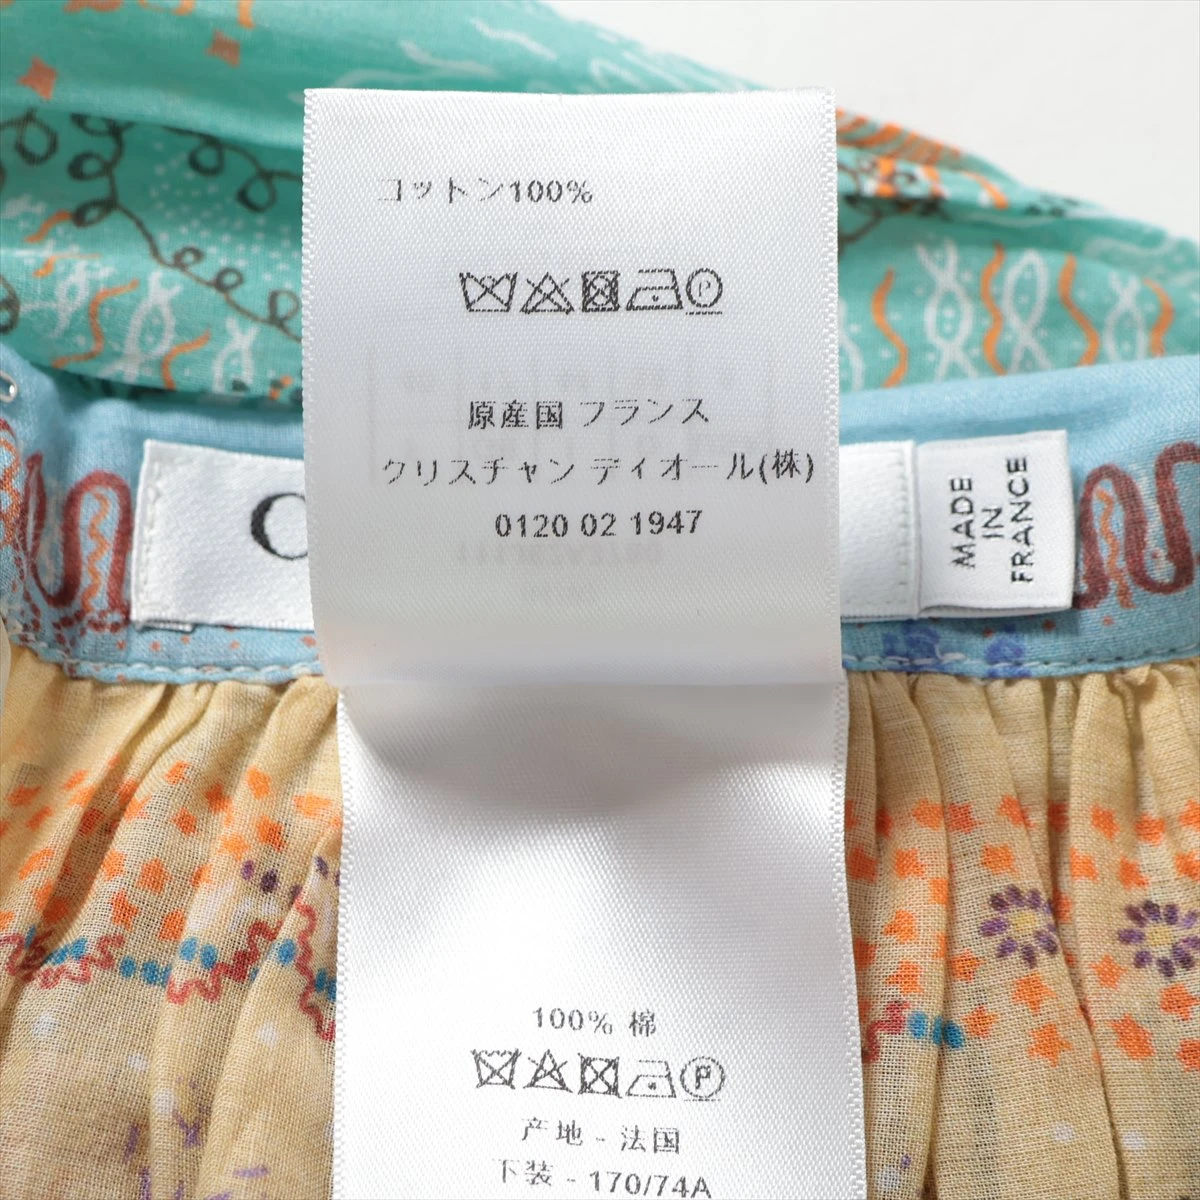 コットン100%
原産国 フランス
クリスチャン ディオール(株)
0120 02 1947
C
MADE
IN
FRANCE
100% 棉
产地 - 法国
下装 - 170/74A